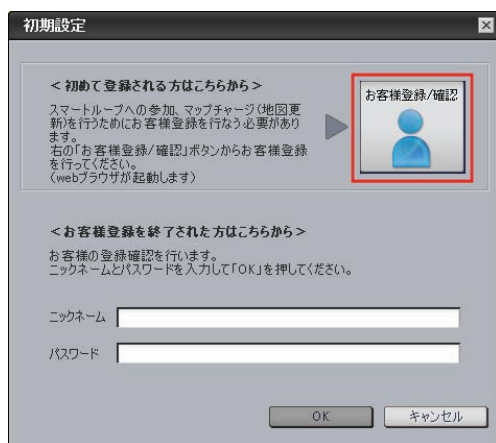 初期設定
＜初めて登録される方はこちらから＞
スマートループへの参加、マップチャージ(地図更
新)を行うためにお客様登録を行なう必要があり
ます。
右の「お客様登録/確認」ボタンからお客様登録
を行ってください。
(webブラウザが起動します)
お客様登録/確認
＜お客様登録を終了された方はこちらから＞
お客様の登録確認を行います。
ニックネームとパスワードを入力して「OK」を押してください。
ニックネーム
パスワード
OK
キャンセル